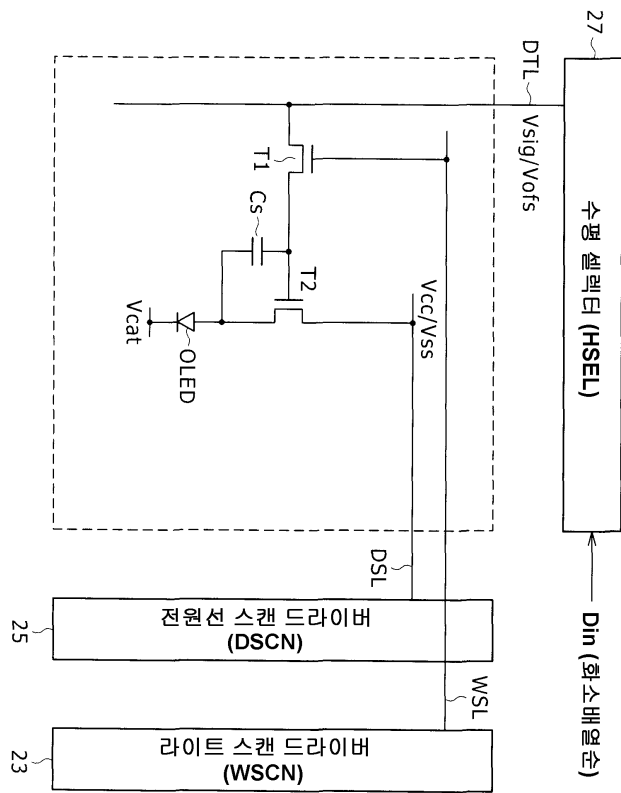 27
수평 셀렉터 (HSEL)
Din (화소배열순)
DTL
Vsig/Vofs
T1
Cs
T2
Vcc/Vss
OLED
Vcat
DSL
WSL
전원선 스캔 드라이버
(DSCN)
25
라이트 스캔 드라이버
(WSCN)
23